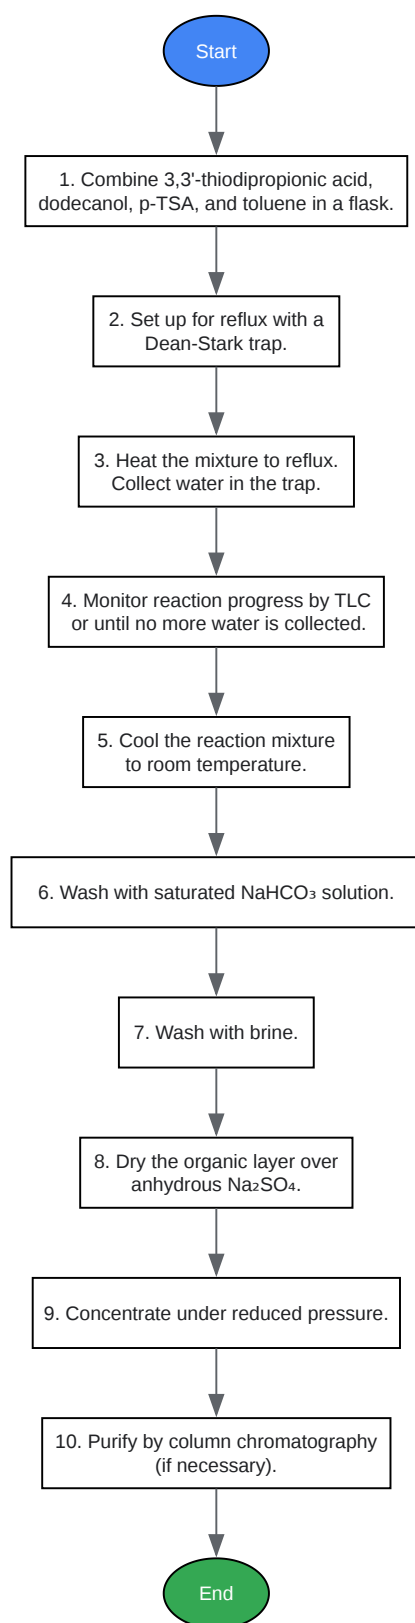 Start
1. Combine 3,3'-thiodipropionic acid,
dodecanol, p-TSA, and toluene in a flask.
2. Set up for reflux with a
Dean-Stark trap.
3. Heat the mixture to reflux.
Collect water in the trap.
4. Monitor reaction progress by TLC
or until no more water is collected.
5. Cool the reaction mixture
to room temperature.
6. Wash with saturated NaHCO₃ solution.
7. Wash with brine.
8. Dry the organic layer over
anhydrous Na₂SO₄.
9. Concentrate under reduced pressure.
10. Purify by column chromatography
(if necessary).
End